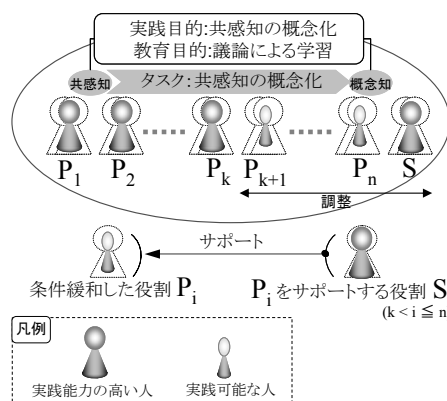 実践目的:共感知の概念化
教育目的:議論による学習
共感知 タスク:共感知の概念化 概念知
P1 P2 Pk Pk+1 Pn S
調整
サポート
条件緩和した役割 Pi Piをサポートする役割 S
(k < i ≦ n
凡例
実践能力の高い人 実践可能な人